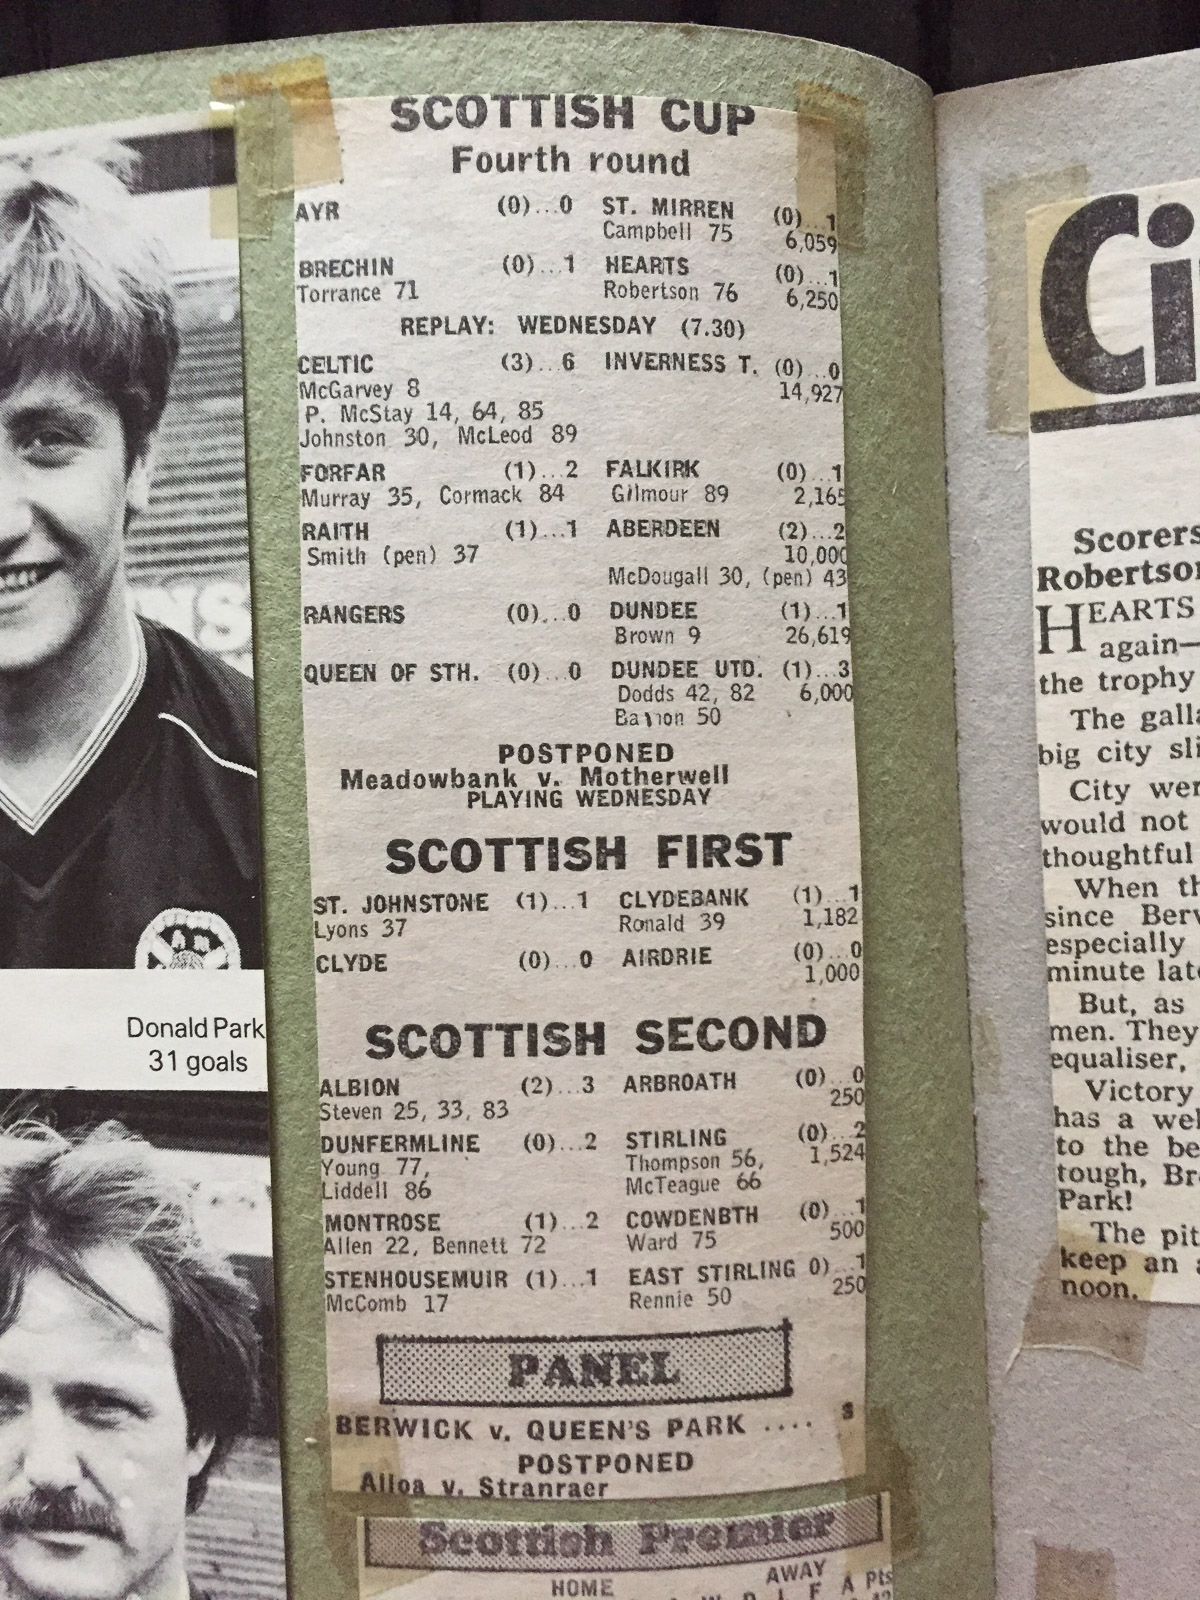 SCOTTISH CUP
Fourth round
AYR (0)...0 ST. MIRREN (0)...1
Campbell 75 6,059
BRECHIN (0)...1 HEARTS (0)...1
Torrance 71 Robertson 76 6,250
REPLAY: WEDNESDAY (7.30)
CELTIC (3)...6 INVERNESS T. (0)...0
McGarvey 8 14,927
P. McStay 14, 64, 85
Johnston 30, McLeod 89
FORFAR (1)...2 FALKIRK (0)...1
Murray 35, Cormack 84 Gilmour 89 2,165
RAITH (1)...1 ABERDEEN (2)...2
Smith (pen) 37 10,000
McDougall 30, (pen) 43
RANGERS (0)...0 DUNDEE (1)...1
Brown 9 26,619
QUEEN OF STH. (0)...0 DUNDEE UTD. (1)...3
Dodds 42, 82 6,000
50
POSTPONED
Meadowbank v. Motherwell
PLAYING WEDNESDAY
SCOTTISH FIRST
ST. JOHNSTONE (1)...1 CLYDEBANK (1)...1
Lyons 37 Ronald 39 1,182
CLYDE (0)...0 AIRDRIE (0)...0
1,000
SCOTTISH SECOND
ALBION (2)...3 ARBROATH (0)...0
Steven 25, 33, 83 250
DUNFERMLINE (0)...2 STIRLING (0)...2
Young 77, Thompson 56, 1,524
Liddell 86 McTeague 66
MONTROSE (1)...2 COWDENBTH (0)...1
Allen 22, Bennett 72 Ward 75 500
STENHOUSEMUIR (1)...1 EAST STIRLING 0)...1
McComb 17 Rennie 50 250
PANEL
BERWICK v. QUEEN'S PARK ....
POSTPONED
Alloa v. Stranraer
Scottish Premier
HOME AWAY
W D L F A Pts
Donald Park
31 goals
Ci
Scorers
Robertson
HEARTS
again—
the trophy
The galla
big city sli
City wer
would not
thoughtful
When th
since Berw
especially
minute late
But, as
men. They
equaliser,
Victory
has a wel
to the be
tough, Bre
Park!
The pit
keep an a
noon.